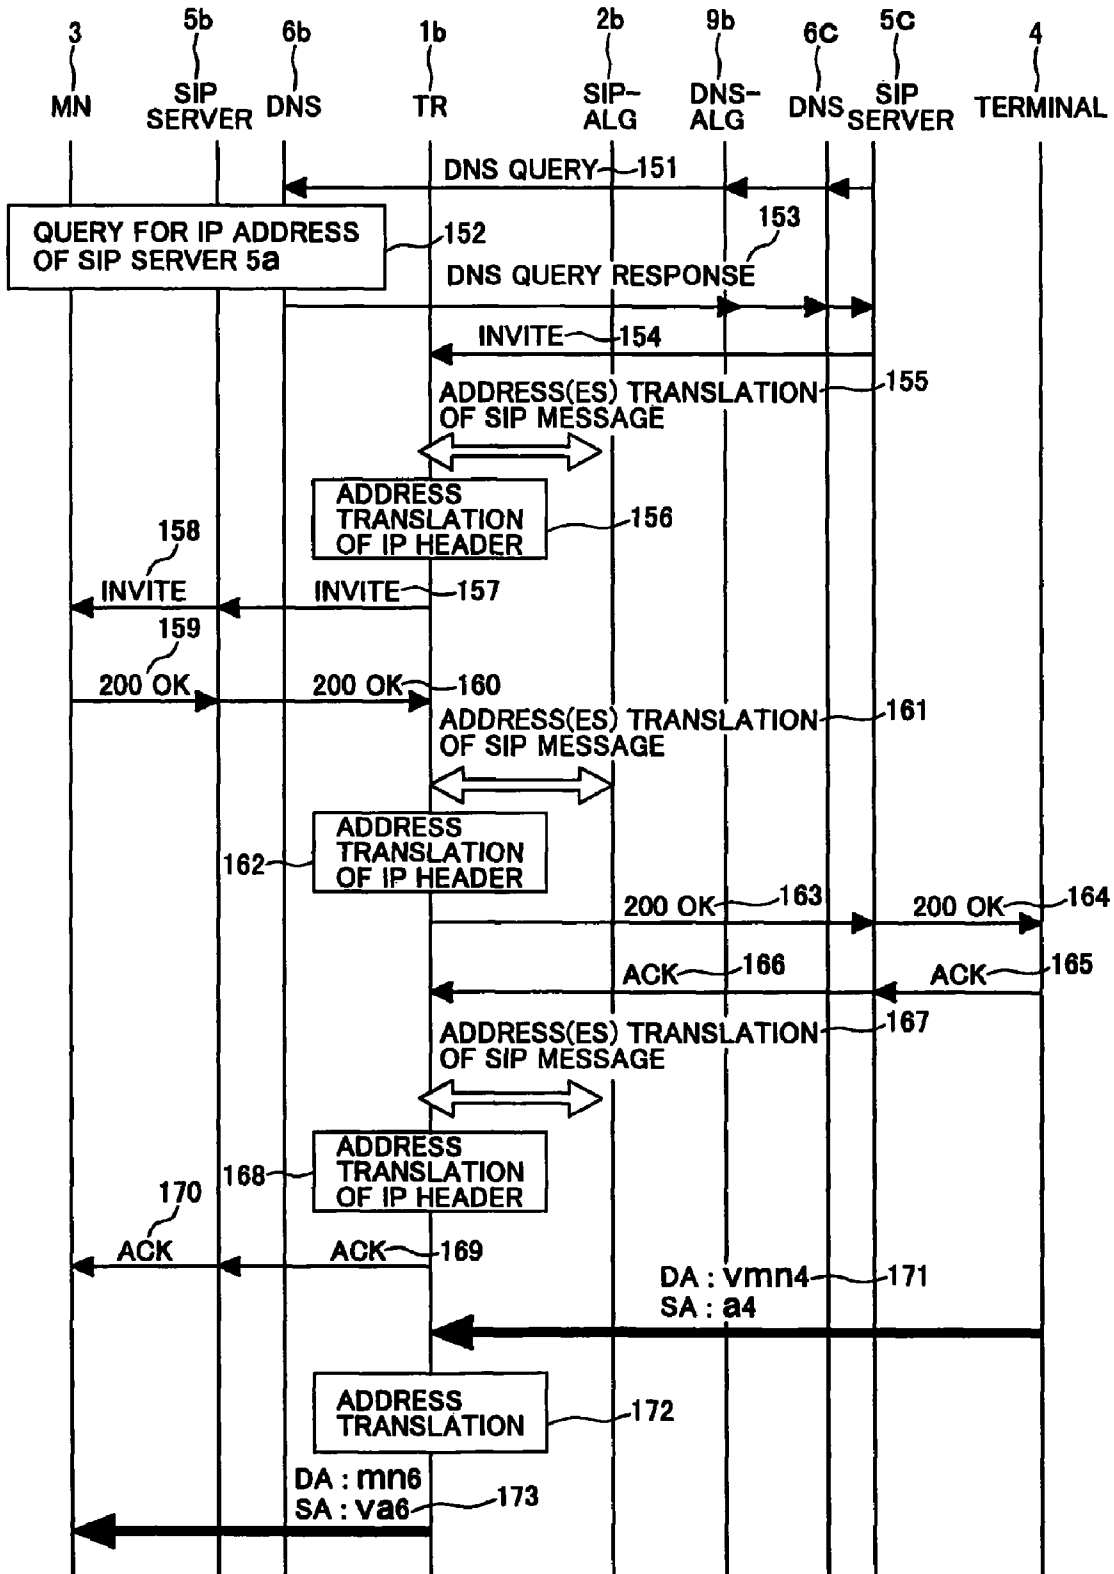 3 5b 6b 1b 2b 9b 6C 5C 4
MN SIP SERVER DNS TR SIP-ALG DNS-ALG DNS SIP SERVER TERMINAL
DNS QUERY 151
QUERY FOR IP ADDRESS
OF SIP SERVER 5a
152
153
DNS QUERY RESPONSE
INVITE 154
ADDRESS(ES) TRANSLATION 155
OF SIP MESSAGE
ADDRESS
TRANSLATION
OF IP HEADER
156
158
INVITE INVITE 157
159
200 OK 200 OK 160
ADDRESS(ES) TRANSLATION 161
OF SIP MESSAGE
ADDRESS
TRANSLATION
OF IP HEADER
162
200 OK 163 200 OK 164
ACK 166 ACK 165
ADDRESS(ES) TRANSLATION 167
OF SIP MESSAGE
ADDRESS
TRANSLATION
OF IP HEADER
168
170
ACK ACK 169
DA : vmn4 171
SA : a4
ADDRESS
TRANSLATION
172
DA : mn6
SA : va6 173